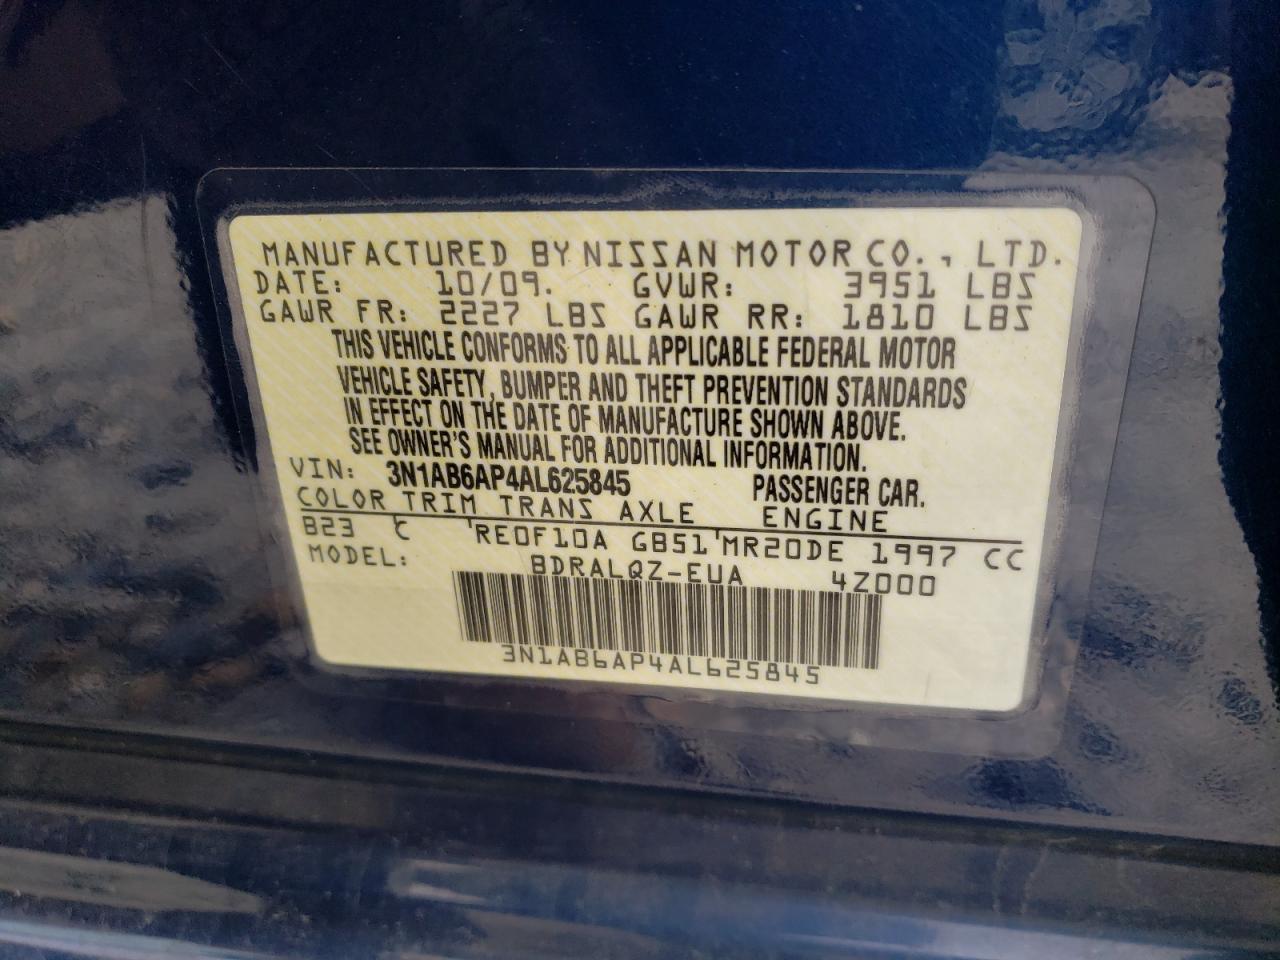 MANUFACTURED BY NISSAN MOTOR CO., LTD.
DATE: 10/09. GVWR: 3951 LBS
GAWR FR: 2227 LBS GAWR RR: 1810 LBS
THIS VEHICLE CONFORMS TO ALL APPLICABLE FEDERAL MOTOR
VEHICLE SAFETY, BUMPER AND THEFT PREVENTION STANDARDS
IN EFFECT ON THE DATE OF MANUFACTURE SHOWN ABOVE.
SEE OWNER'S MANUAL FOR ADDITIONAL INFORMATION.
VIN: 3N1AB6AP4AL625845 PASSENGER CAR.
COLOR TRIM TRANS AXLE ENGINE
B23 C RE0F10A GB51 MR20DE 1997 CC
MODEL: BDRALQZ-EUA 4Z000
3N1AB6AP4AL625845